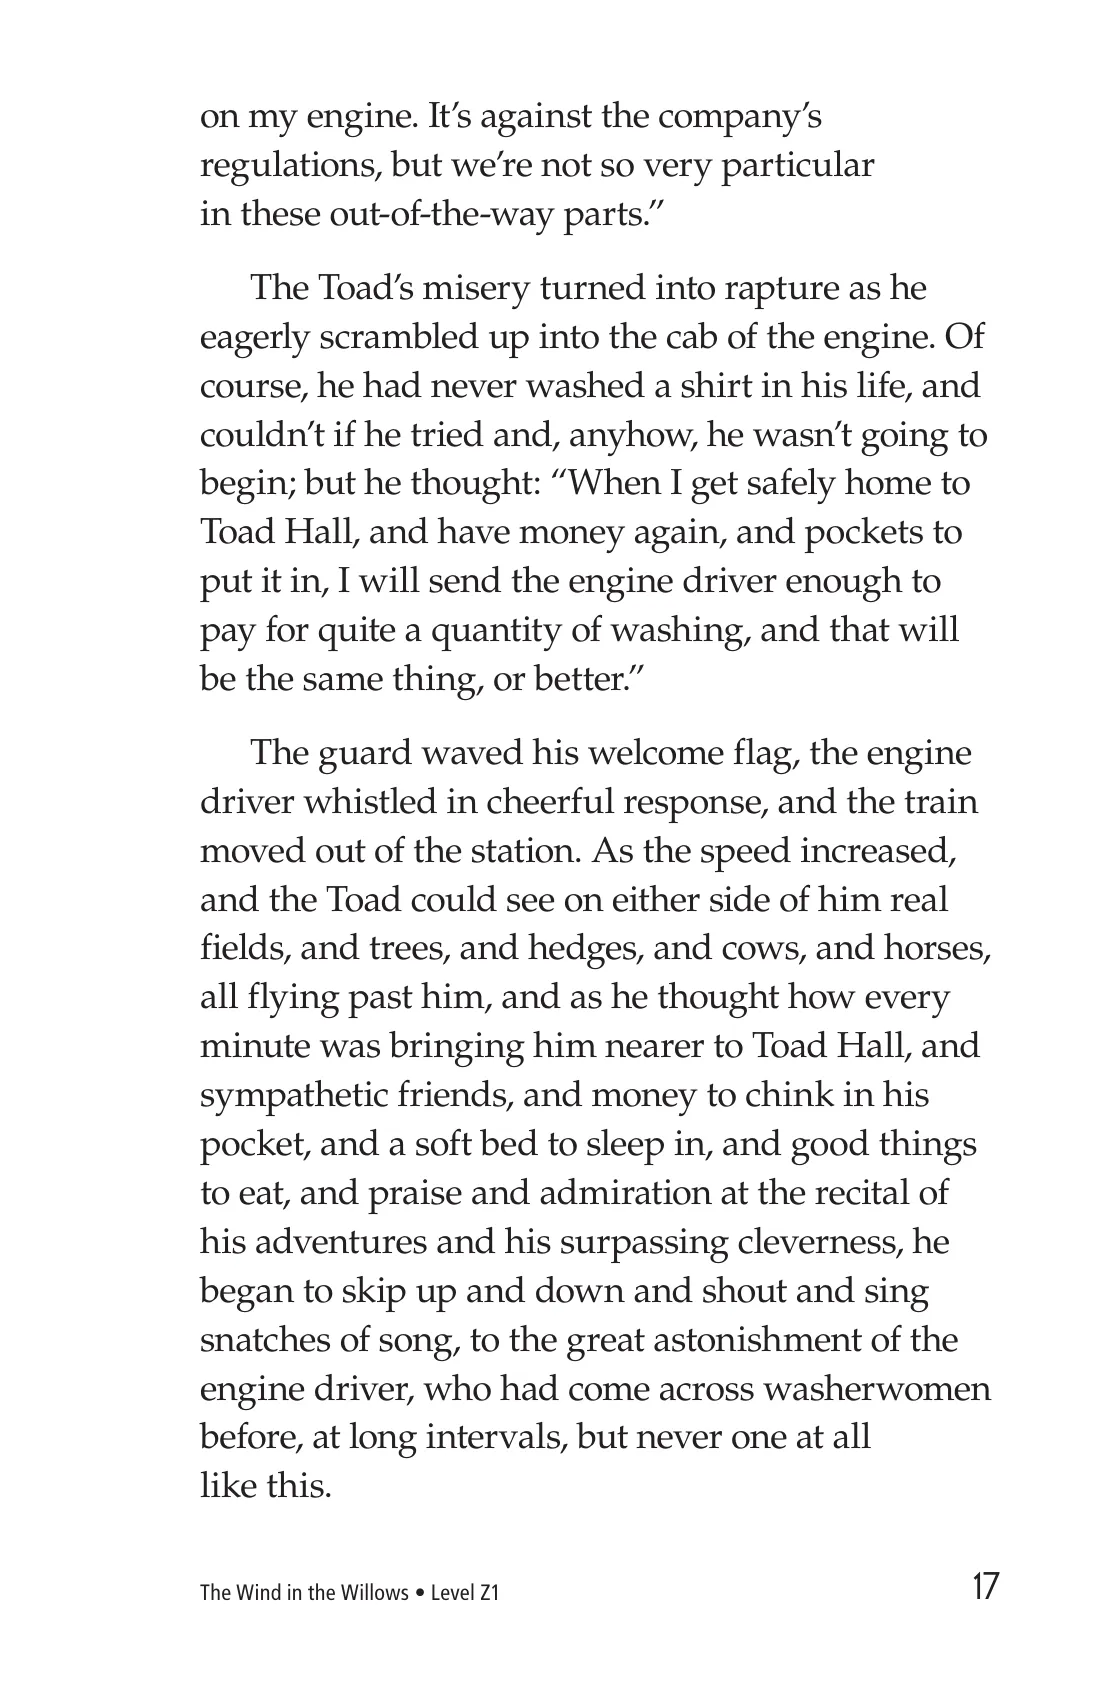 on my engine. It’s against the company’s
regulations, but we’re not so very particular
in these out-of-the-way parts.”
The Toad’s misery turned into rapture as he
eagerly scrambled up into the cab of the engine. Of
course, he had never washed a shirt in his life, and
couldn’t if he tried and, anyhow, he wasn’t going to
begin; but he thought: “When I get safely home to
Toad Hall, and have money again, and pockets to
put it in, I will send the engine driver enough to
pay for quite a quantity of washing, and that will
be the same thing, or better.”
The guard waved his welcome flag, the engine
driver whistled in cheerful response, and the train
moved out of the station. As the speed increased,
and the Toad could see on either side of him real
fields, and trees, and hedges, and cows, and horses,
all flying past him, and as he thought how every
minute was bringing him nearer to Toad Hall, and
sympathetic friends, and money to chink in his
pocket, and a soft bed to sleep in, and good things
to eat, and praise and admiration at the recital of
his adventures and his surpassing cleverness, he
began to skip up and down and shout and sing
snatches of song, to the great astonishment of the
engine driver, who had come across washerwomen
before, at long intervals, but never one at all
like this.
The Wind in the Willows • Level Z1 17